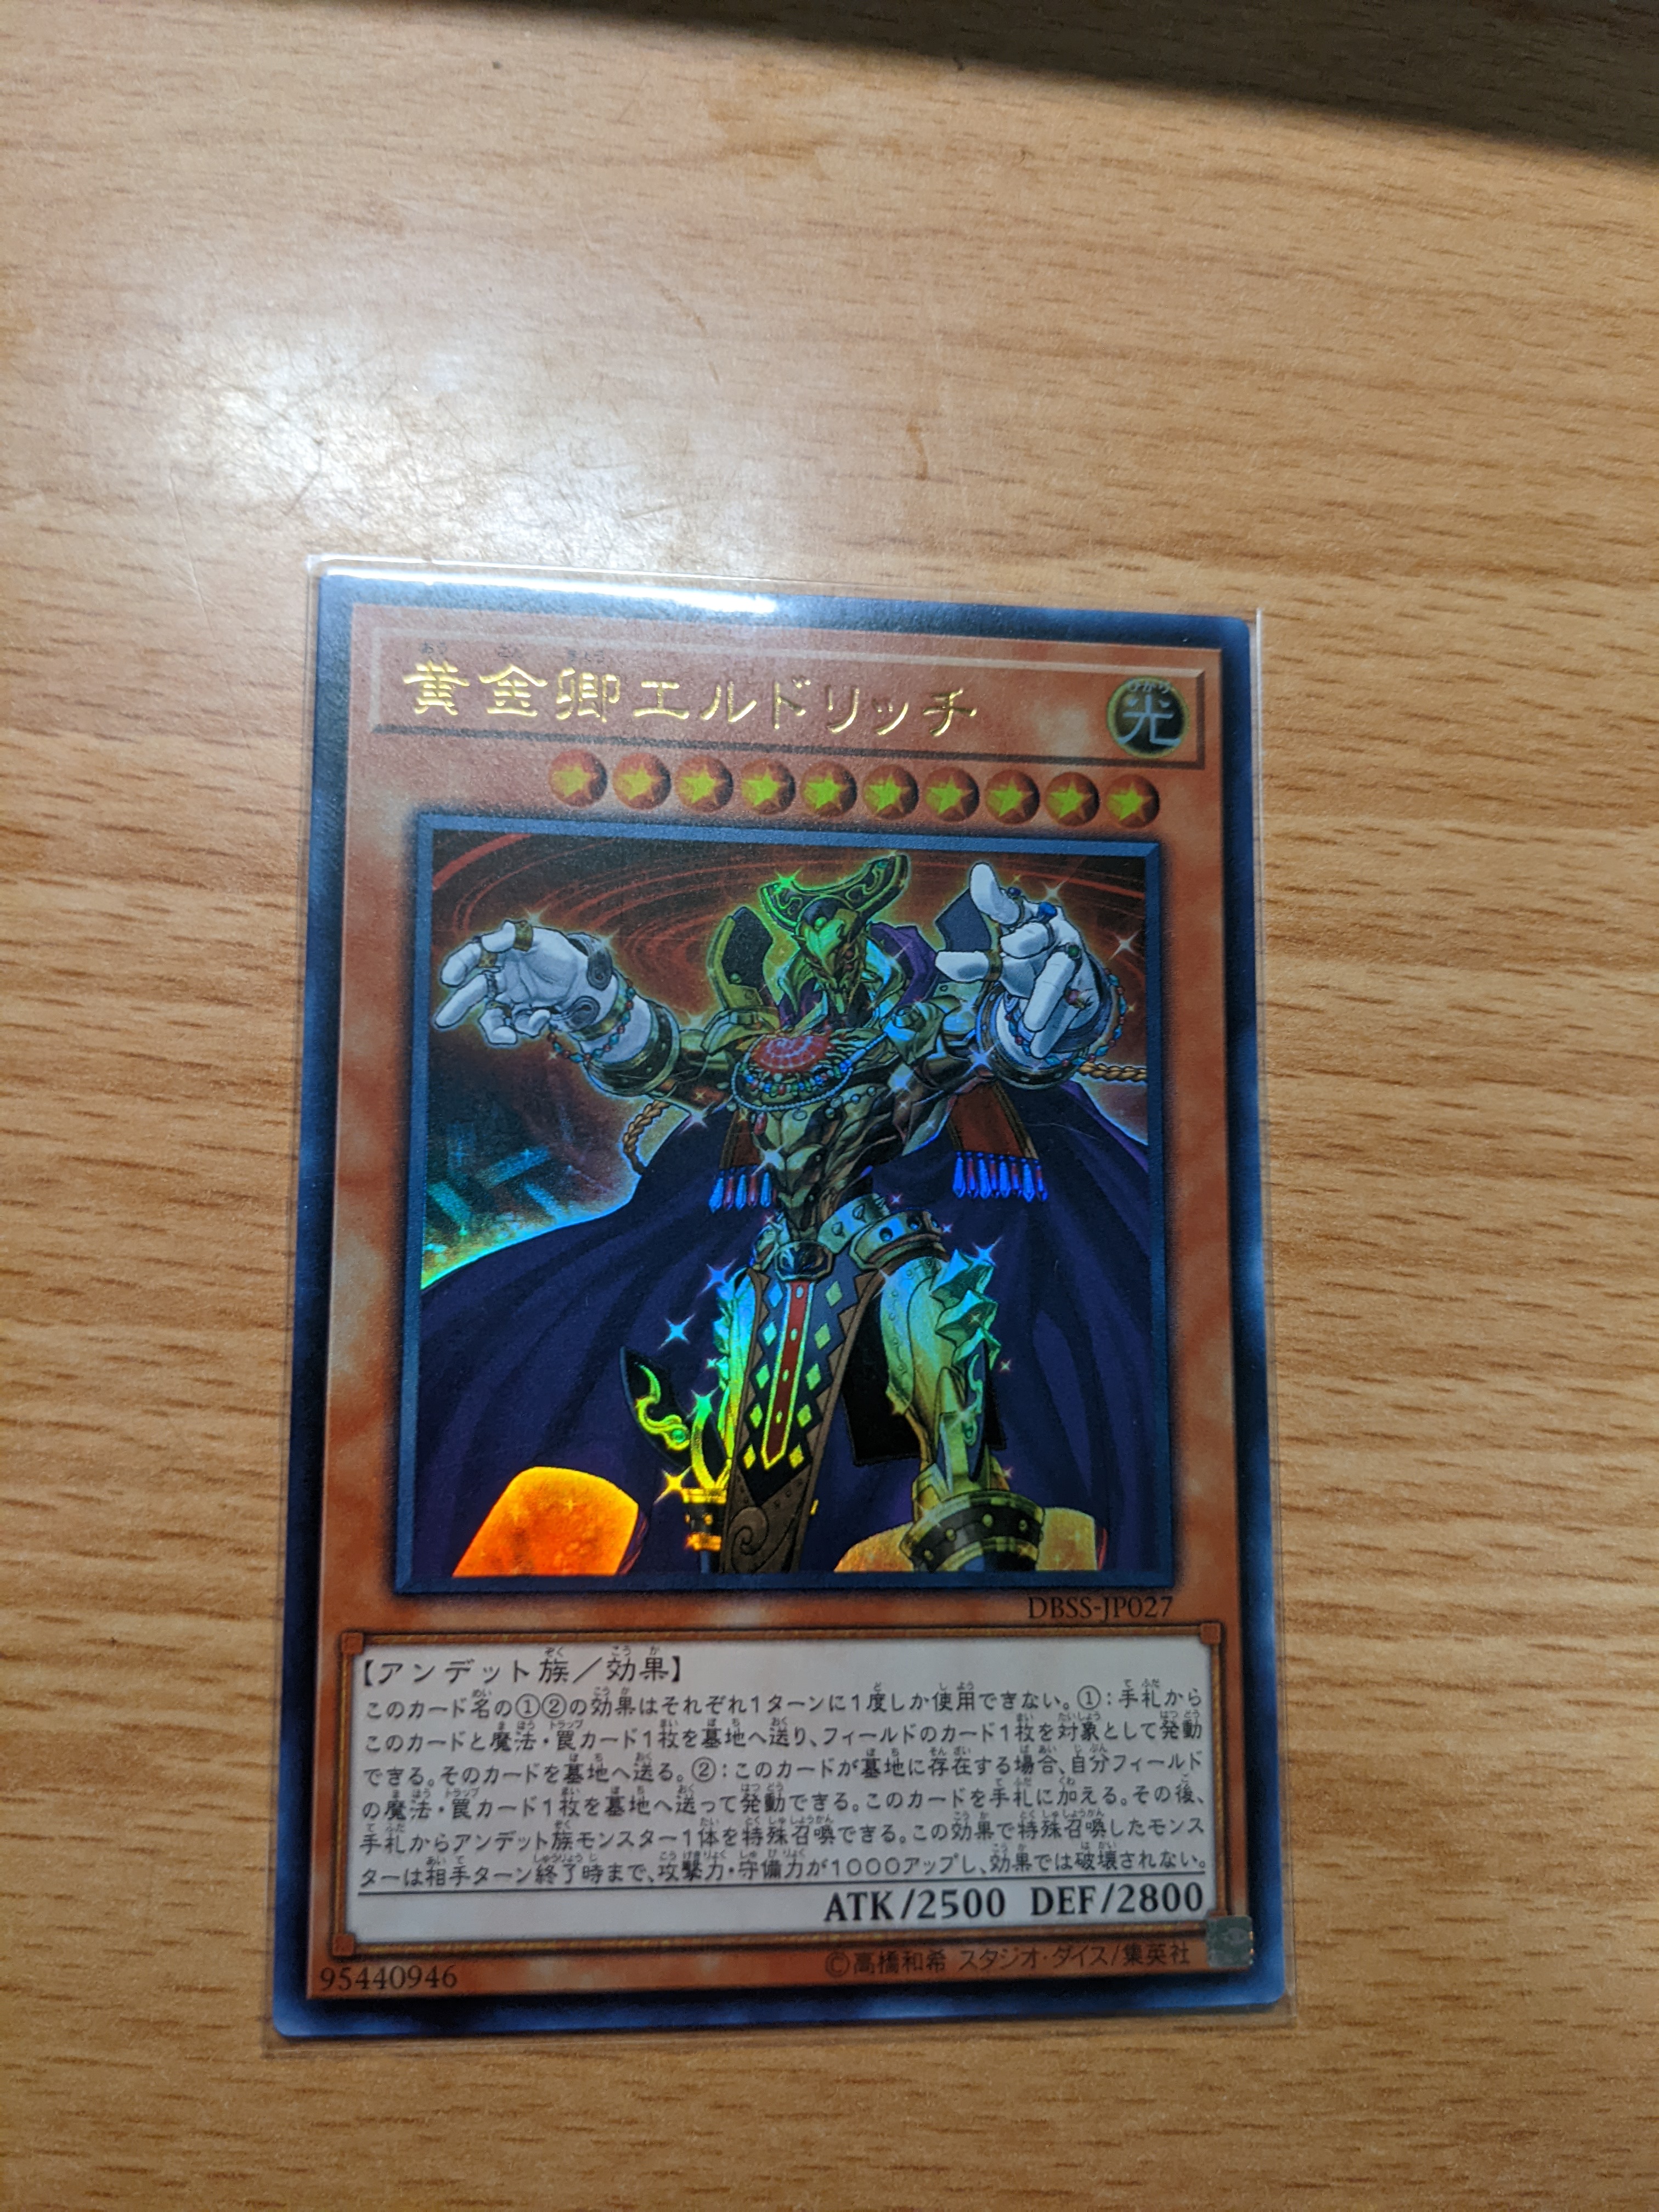 黄金卿エルドリッチ
光
DBSS-JP027
【アンデット族／効果】
このカード名の①②の効果はそれぞれ1ターンに1度しか使用できない。①：手札から
このカードと魔法・罠カード1枚を墓地へ送り、フィールドのカード1枚を対象として発動
できる。そのカードを墓地へ送る。②：このカードが墓地に存在する場合、自分フィールド
の魔法・罠カード1枚を墓地へ送って発動できる。このカードを手札に加える。その後、
手札からアンデット族モンスター1体を特殊召喚できる。この効果で特殊召喚したモンス
ターは相手ターン終了時まで、攻撃力・守備力が1000アップし、効果では破壊されない。
ATK/2500 DEF/2800
95440946
©高橋和希 スタジオ・ダイス/集英社